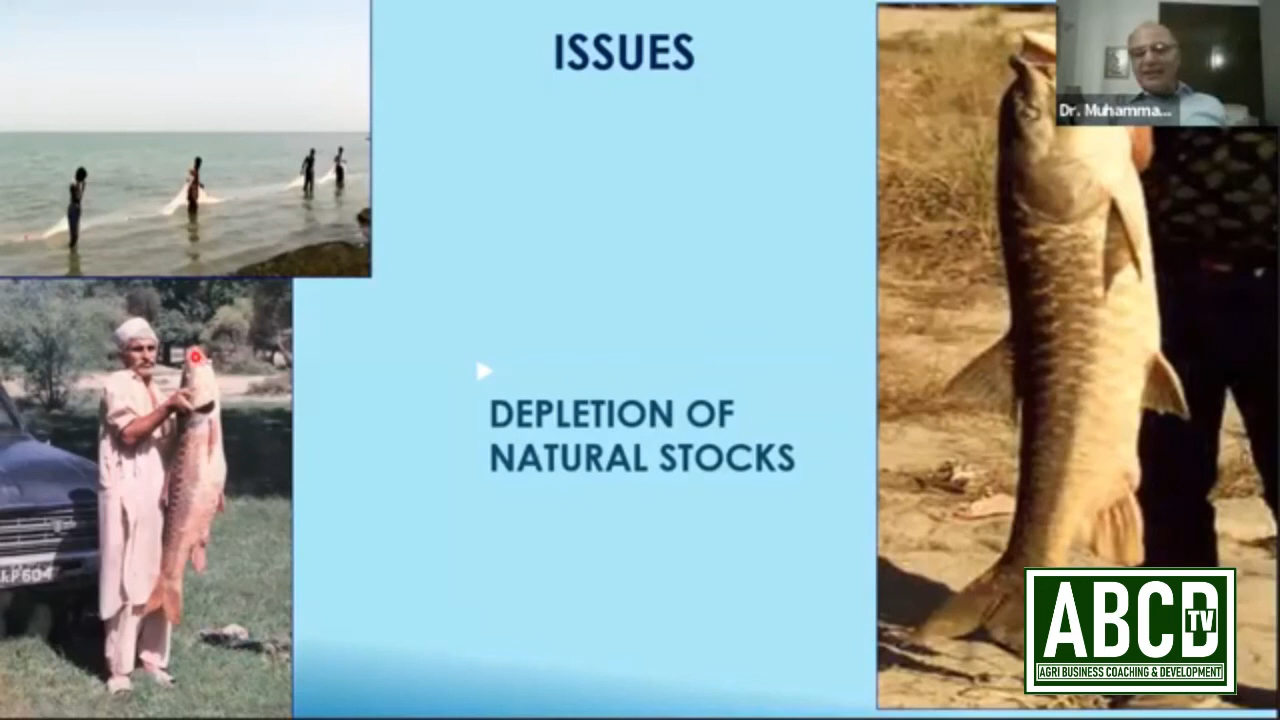 ISSUES
Dr. Muhamma...
DEPLETION OF
NATURAL STOCKS
ABCD
TV
AGRI BUSINESS COACHING & DEVELOPMENT